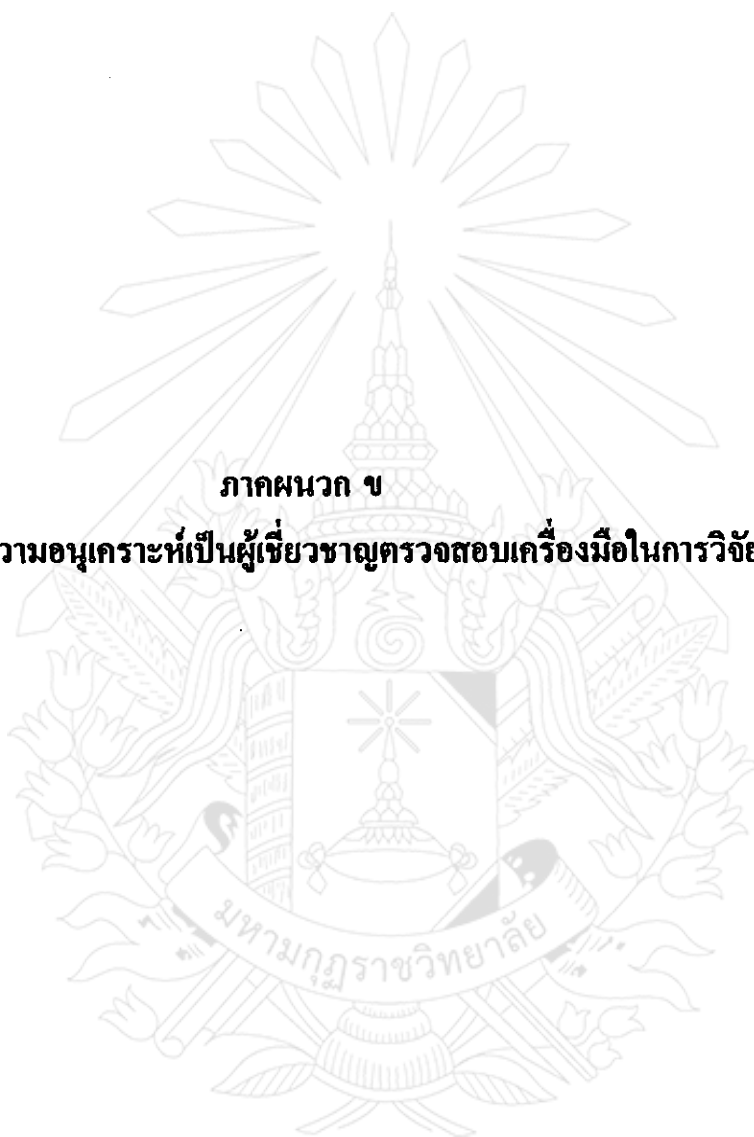 ภาคผนวก ข
วามอนุเคราะห์เป็นผู้เชี่ยวชาญตรวจสอบเครื่องมือในการวิจัย
มหามกุฏราชวิทยาลัย